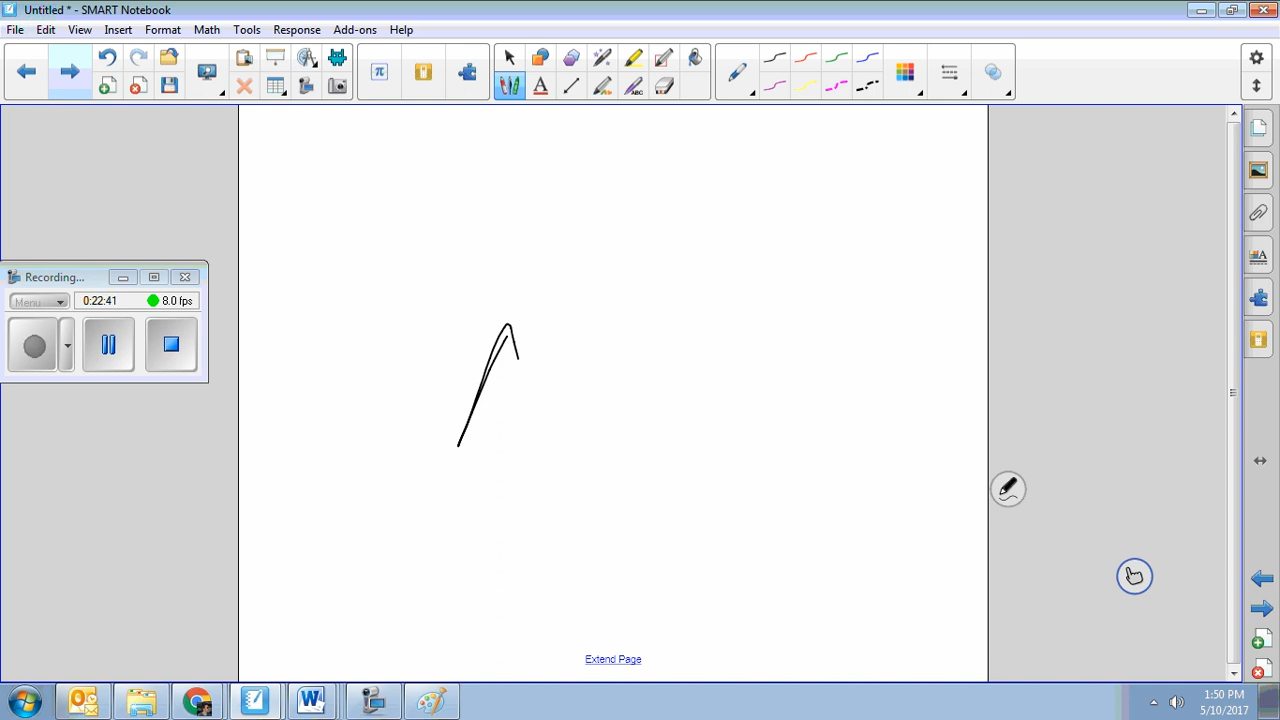 Untitled * - SMART Notebook
File Edit View Insert Format Math Tools Response Add-ons Help
π
A
ABC
A
Recording...
Menu
0:22:41
8.0 fps
Extend Page
W
1:50 PM
5/10/2017